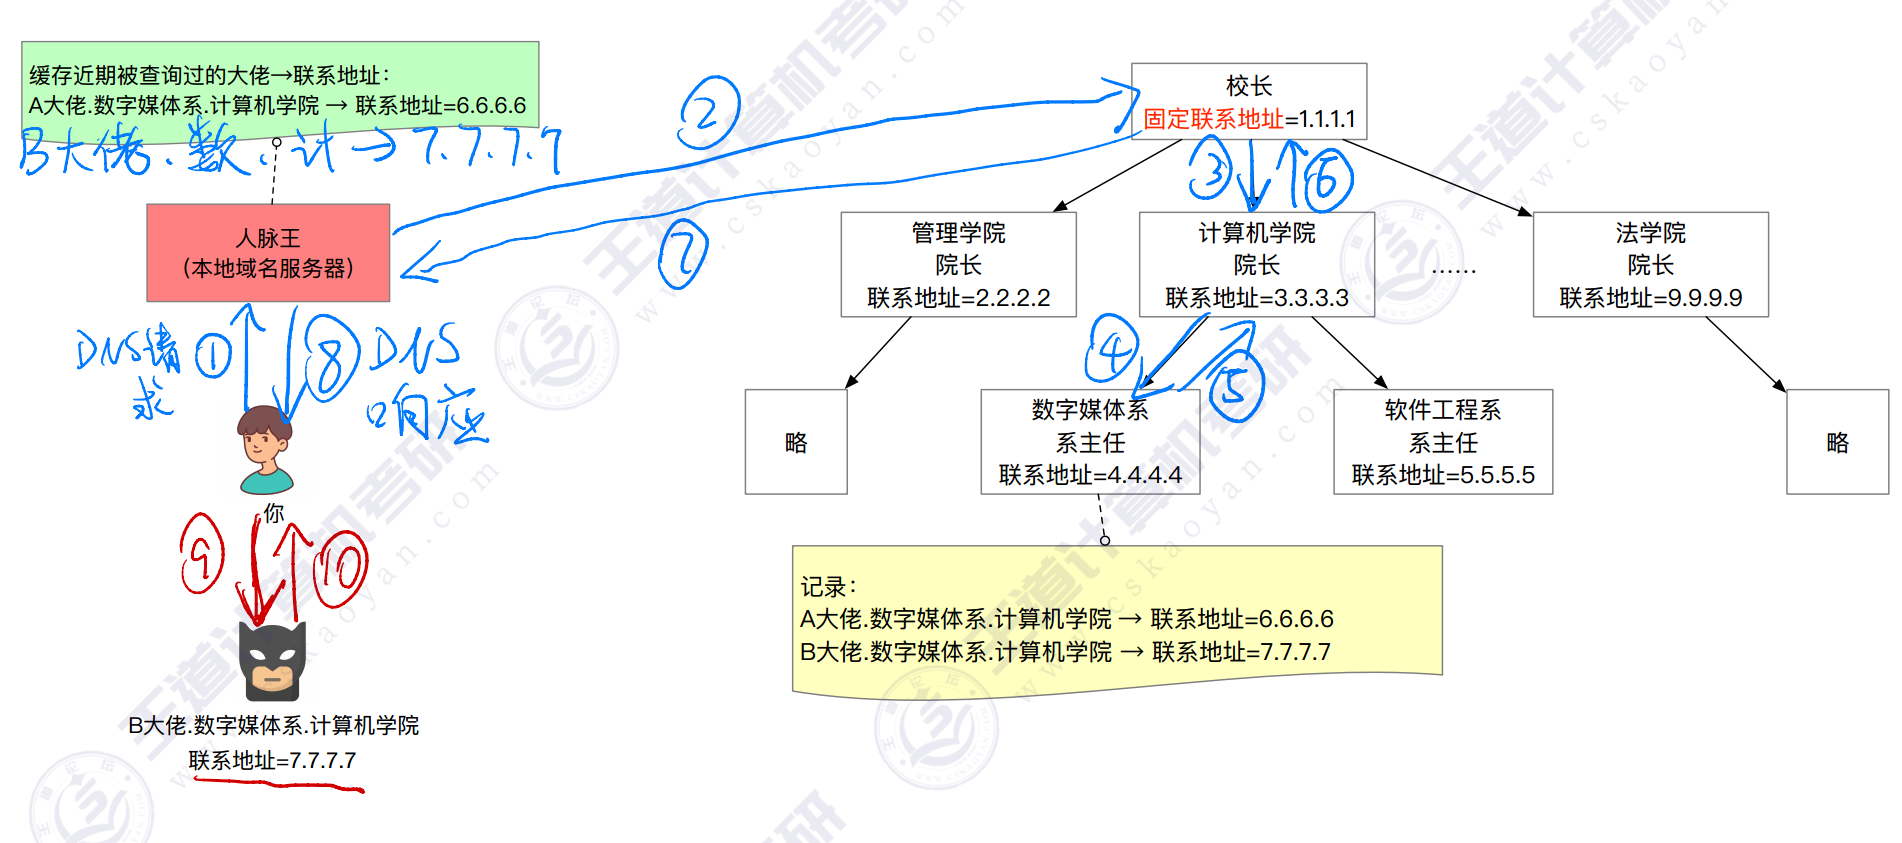 缓存近期被查询过的大佬→联系地址：
A大佬.数字媒体系.计算机学院 → 联系地址=6.6.6.6
B大佬.数.计→7.7.7.7
人脉王
（本地域名服务器）
DNS请求
①
⑧
DNS响应
你
⑨
⑩
B大佬.数字媒体系.计算机学院
联系地址=7.7.7.7
②
⑦
校长
固定联系地址=1.1.1.1
③
⑥
管理学院
院长
联系地址=2.2.2.2
计算机学院
院长
联系地址=3.3.3.3
......
法学院
院长
联系地址=9.9.9.9
④
⑤
略
数字媒体系
系主任
联系地址=4.4.4.4
软件工程系
系主任
联系地址=5.5.5.5
略
记录：
A大佬.数字媒体系.计算机学院 → 联系地址=6.6.6.6
B大佬.数字媒体系.计算机学院 → 联系地址=7.7.7.7
王道计算机考研
www.cskaoyan.com